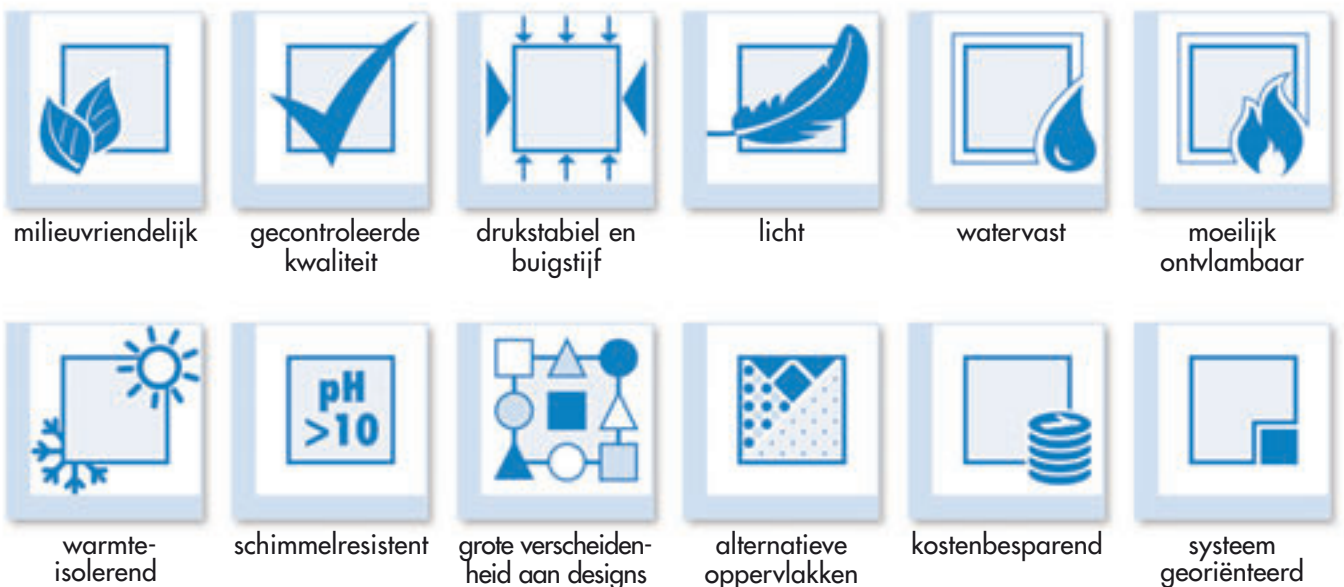 milieuvriendelijk
gecontroleerde
kwaliteit
drukstabiel en
buigstijf
licht
watervast
moeilijk
ontvlambaar
warmte-
isolerend
pH
>10
schimmelresistent
grote verscheiden-
heid aan designs
alternatieve
oppervlakken
kostenbesparend
systeem
georiënteerd